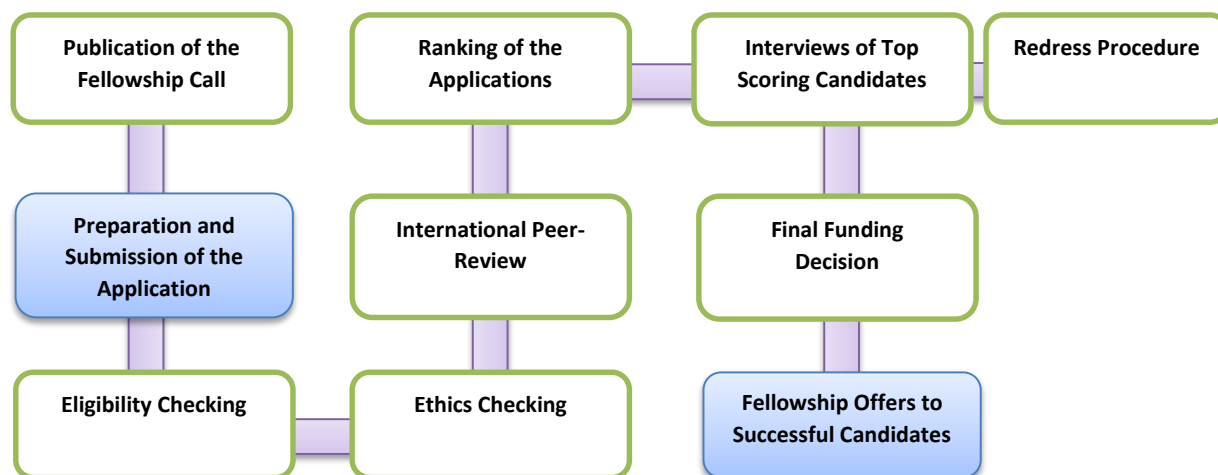 Publication of the
Fellowship Call
Preparation and
Submission of the
Application
Eligibility Checking
Ethics Checking
International Peer-
Review
Ranking of the
Applications
Interviews of Top
Scoring Candidates
Redress Procedure
Final Funding
Decision
Fellowship Offers to
Successful Candidates